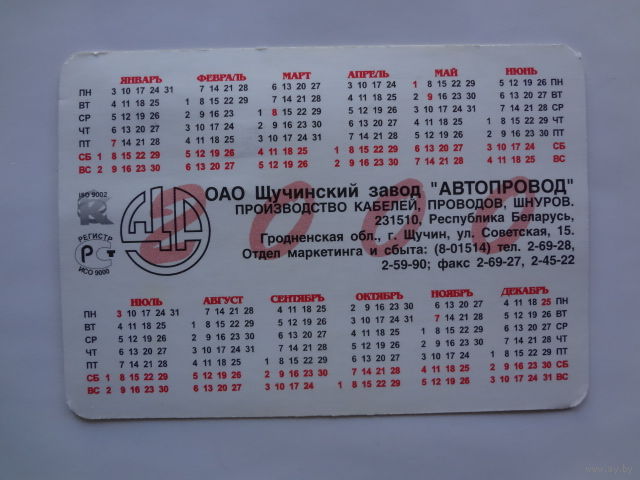 ЯНВАРЬ ФЕВРАЛЬ МАРТ АПРЕЛЬ МАЙ ИЮНЬ
ПН 3 10 17 24 31 7 14 21 28 6 13 20 27 3 10 17 24 1 8 15 22 29 5 12 19 26 ПН
ВТ 4 11 18 25 1 8 15 22 29 7 14 21 28 4 11 18 25 2 9 16 23 30 6 13 20 27 ВТ
СР 5 12 19 26 2 9 16 23 1 8 15 22 29 5 12 19 26 3 10 17 24 31 7 14 21 28 СР
ЧТ 6 13 20 27 3 10 17 24 2 9 16 23 30 6 13 20 27 4 11 18 25 1 8 15 22 29 ЧТ
ПТ 7 14 21 28 4 11 18 25 3 10 17 24 31 7 14 21 28 5 12 19 26 2 9 16 23 30 ПТ
СБ 1 8 15 22 29 5 12 19 26 4 11 18 25 1 8 15 22 29 6 13 20 27 3 10 17 24 СБ
ВС 2 9 16 23 30 6 13 20 27 5 12 19 26 2 9 16 23 30 7 14 21 28 4 11 18 25 ВС
2000
ISO 9002
РЕГИСТР
РСТ
ИСО 9000
ОАО Щучинский завод "АВТОПРОВОД"
ПРОИЗВОДСТВО КАБЕЛЕЙ, ПРОВОДОВ, ШНУРОВ.
231510, Республика Беларусь,
Гродненская обл., г. Щучин, ул. Советская, 15.
Отдел маркетинга и сбыта: (8-01514) тел. 2-69-28,
2-59-90; факс 2-69-27, 2-45-22
ИЮЛЬ АВГУСТ СЕНТЯБРЬ ОКТЯБРЬ НОЯБРЬ ДЕКАБРЬ
ПН 3 10 17 24 31 7 14 21 28 4 11 18 25 2 9 16 23 30 6 13 20 27 4 11 18 25 ПН
ВТ 4 11 18 25 1 8 15 22 29 5 12 19 26 3 10 17 24 31 7 14 21 28 5 12 19 26 ВТ
СР 5 12 19 26 2 9 16 23 30 6 13 20 27 4 11 18 25 1 8 15 22 29 6 13 20 27 СР
ЧТ 6 13 20 27 3 10 17 24 31 7 14 21 28 5 12 19 26 2 9 16 23 30 7 14 21 28 ЧТ
ПТ 7 14 21 28 4 11 18 25 1 8 15 22 29 6 13 20 27 3 10 17 24 1 8 15 22 29 ПТ
СБ 1 8 15 22 29 5 12 19 26 2 9 16 23 30 7 14 21 28 4 11 18 25 2 9 16 23 30 СБ
ВС 2 9 16 23 30 6 13 20 27 3 10 17 24 1 8 15 22 29 5 12 19 26 3 10 17 24 31 ВС
www.ay.by